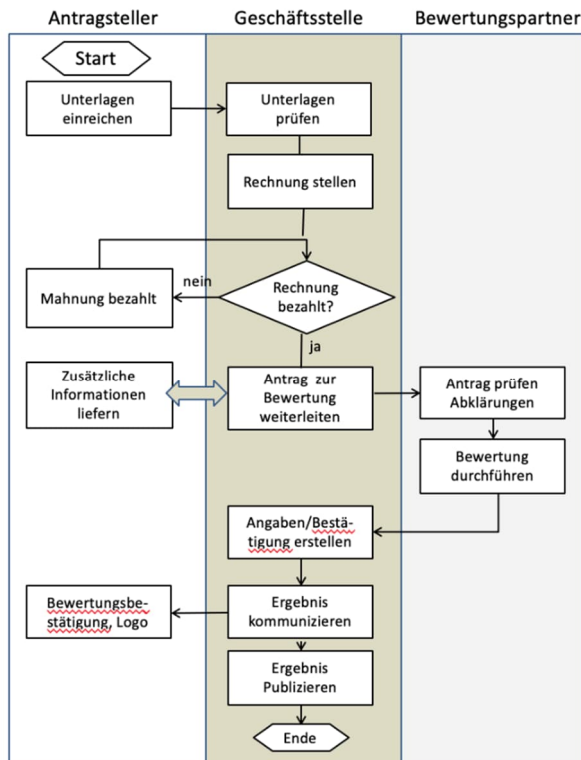 Antragsteller
Geschäftsstelle
Bewertungspartner
Start
Unterlagen
einreichen
Unterlagen
prüfen
Rechnung stellen
nein
Mahnung bezahlt
Rechnung
bezahlt?
ja
Zusätzliche
Informationen
liefern
Antrag zur
Bewertung
weiterleiten
Antrag prüfen
Abklärungen
Bewertung
durchführen
Angaben/Bestä-
tigung erstellen
Bewertungsbe-
stätigung, Logo
Ergebnis
kommunizieren
Ergebnis
Publizieren
Ende